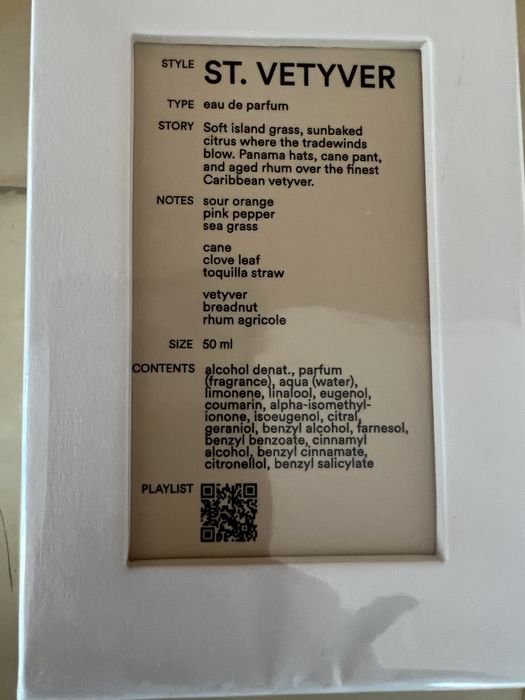 STYLE ST. VETYVER
TYPE eau de parfum
STORY Soft island grass, sunbaked
citrus where the tradewinds
blow. Panama hats, cane pant,
and aged rhum over the finest
Caribbean vetyver.
NOTES sour orange
pink pepper
sea grass
cane
clove leaf
toquilla straw
vetyver
breadnut
rhum agricole
SIZE 50 ml
CONTENTS alcohol denat., parfum
(fragrance), aqua (water),
limonene, linalool, eugenol,
coumarin, alpha-isomethyl-
ionone, isoeugenol, citral,
geraniol, benzyl alcohol, farnesol,
benzyl benzoate, cinnamyl
alcohol, benzyl cinnamate,
citronellol, benzyl salicylate
PLAYLIST